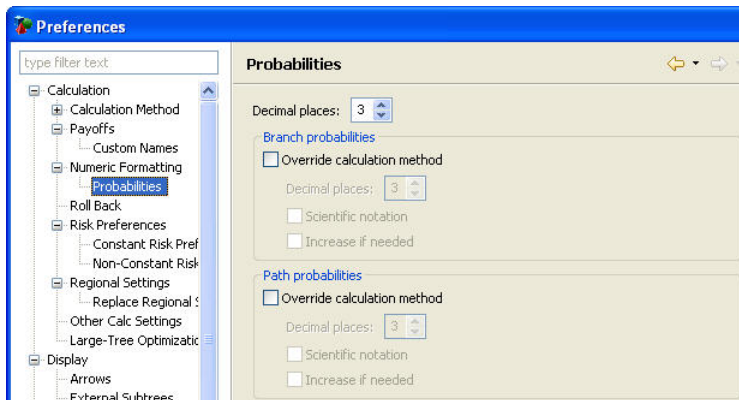 Preferences
type filter text
Calculation
Calculation Method
Payoffs
Custom Names
Numeric Formatting
Probabilities
Roll Back
Risk Preferences
Constant Risk Pref
Non-Constant Risk
Regional Settings
Replace Regional S
Other Calc Settings
Large-Tree Optimizatic
Display
Arrows
External Subtrees
Probabilities
Decimal places: 3
Branch probabilities
Override calculation method
Decimal places: 3
Scientific notation
Increase if needed
Path probabilities
Override calculation method
Decimal places: 3
Scientific notation
Increase if needed